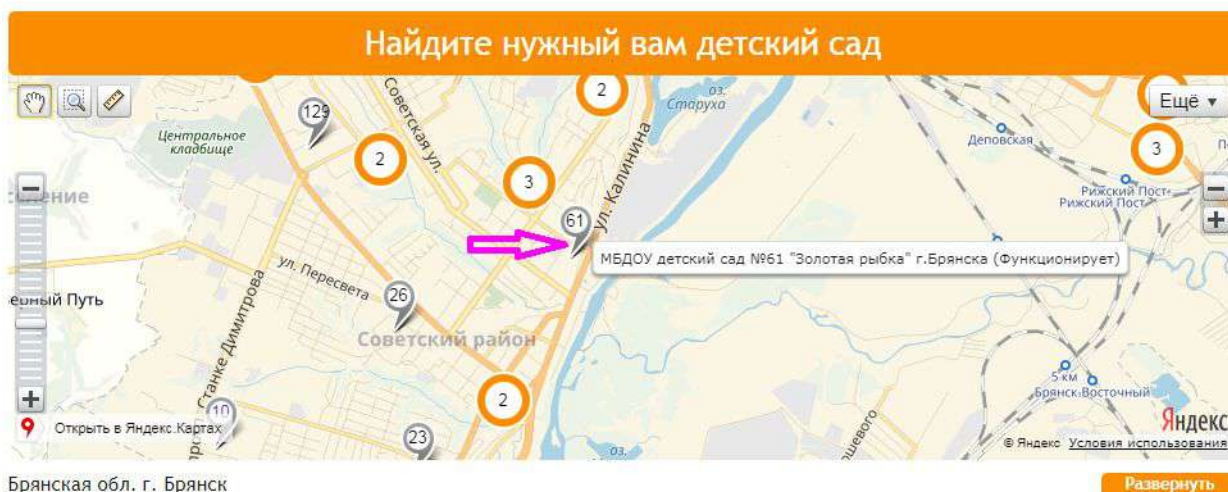 Найдите нужный вам детский сад
2
оз.
Старуха
Ещё
129
Советская ул.
Центральное
кладбище
2
3
ул. Калинина
Деповская
3
Рижский Пост
Рижский Пост
61
МБДОУ детский сад №61 "Золотая рыбка" г.Брянска (Функционирует)
ул. Пересвета
26
Путь
Советский район
Станке Димитрова
2
5 км
Брянск-Восточный
10
23
Открыть в Яндекс.Картах
оз.
Яндекс
© Яндекс Условия использования
Брянская обл. г. Брянск
Развернуть